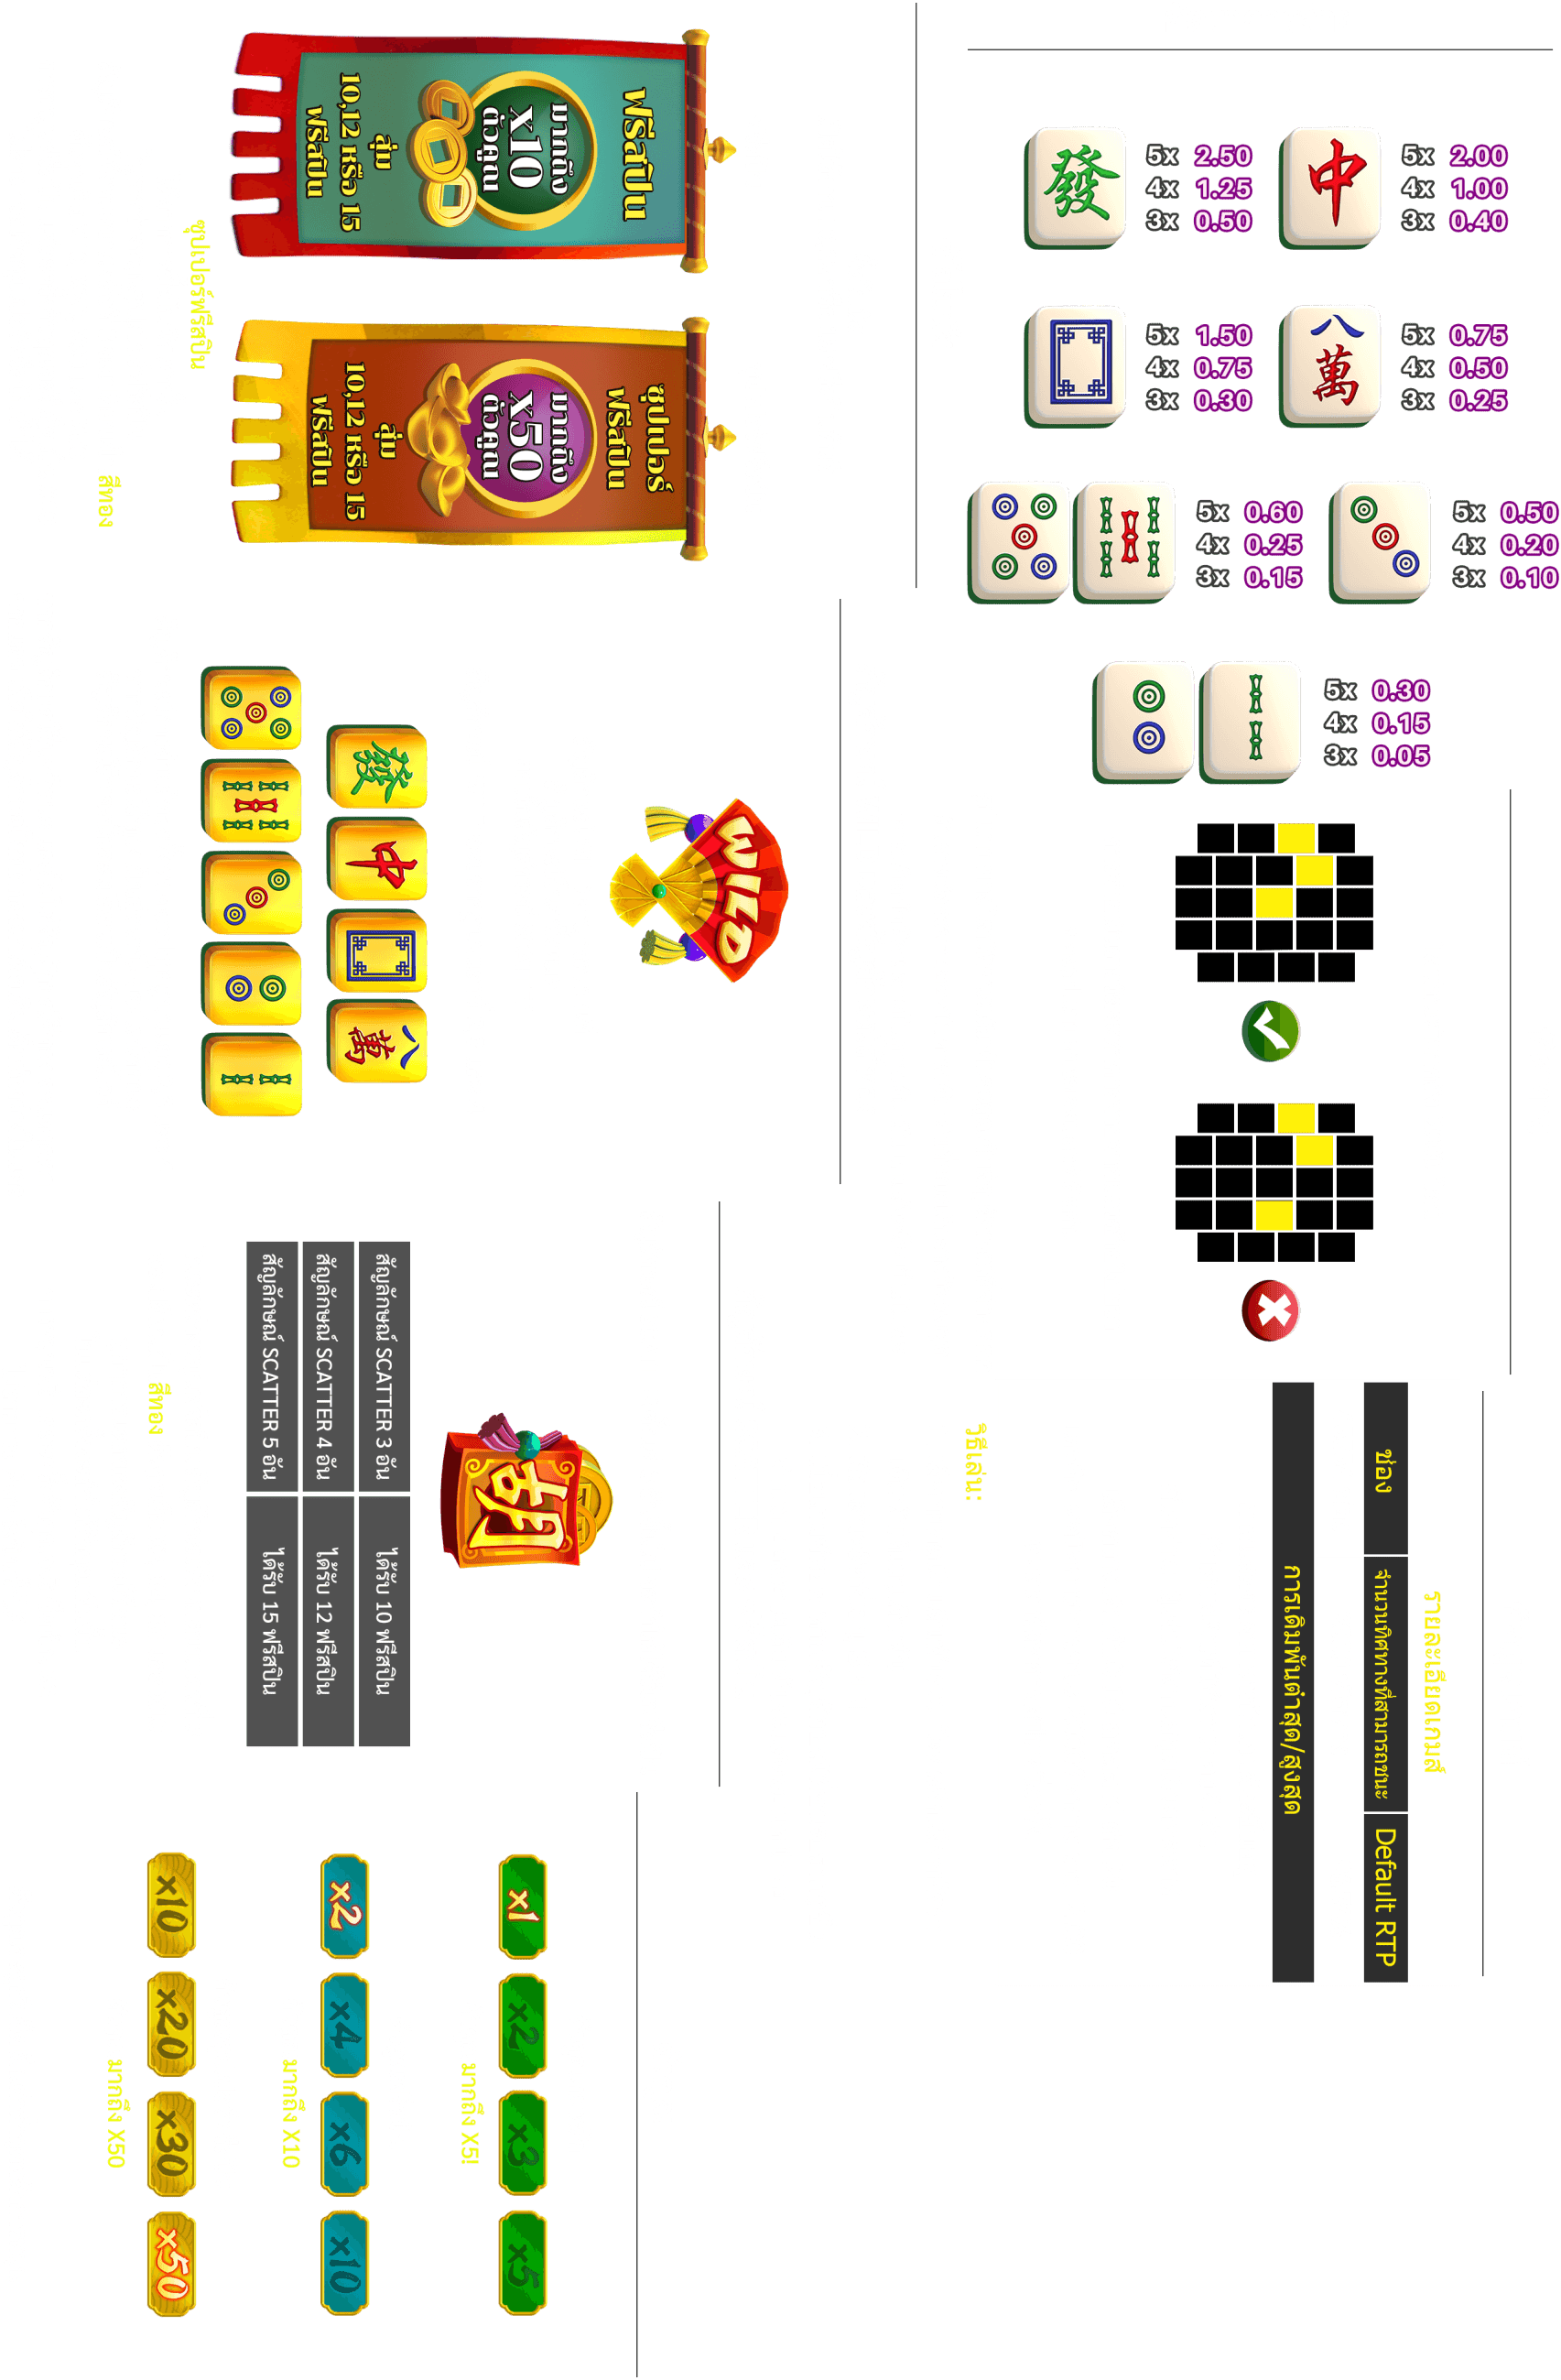 發
5x 2.50
4x 1.25
3x 0.50
中
5x 2.00
4x 1.00
3x 0.40
5x 1.50
4x 0.75
3x 0.30
八萬
5x 0.75
4x 0.50
3x 0.25
5x 0.60
4x 0.25
3x 0.15
5x 0.50
4x 0.20
3x 0.10
5x 0.30
4x 0.15
3x 0.05
ฟรีสปิน
มากถึง
X10
ตัวคูณ
สุ่ม
10,12 หรือ 15
ฟรีสปิน
ซุปเปอร์
ฟรีสปิน
มากถึง
X50
ตัวคูณ
สุ่ม
10,12 หรือ 15
ฟรีสปิน
ซุปเปอร์ฟรีสปิน
สีทอง
WILD
發
中
八萬
胡
สัญลักษณ์ SCATTER 3 อัน
ได้รับ 10 ฟรีสปิน
สัญลักษณ์ SCATTER 4 อัน
ได้รับ 12 ฟรีสปิน
สัญลักษณ์ SCATTER 5 อัน
ได้รับ 15 ฟรีสปิน
สีทอง
x1 x2 x3 x5
มากถึง X5!
x2 x4 x6 x10
มากถึง X10
x10 x20 x30 x50
มากถึง X50
รายละเอียดเกมส์
ช่อง
จำนวนทิศทางที่สามารถชนะ
Default RTP
การเดิมพันต่ำสุด/สูงสุด
วิธีเล่น: